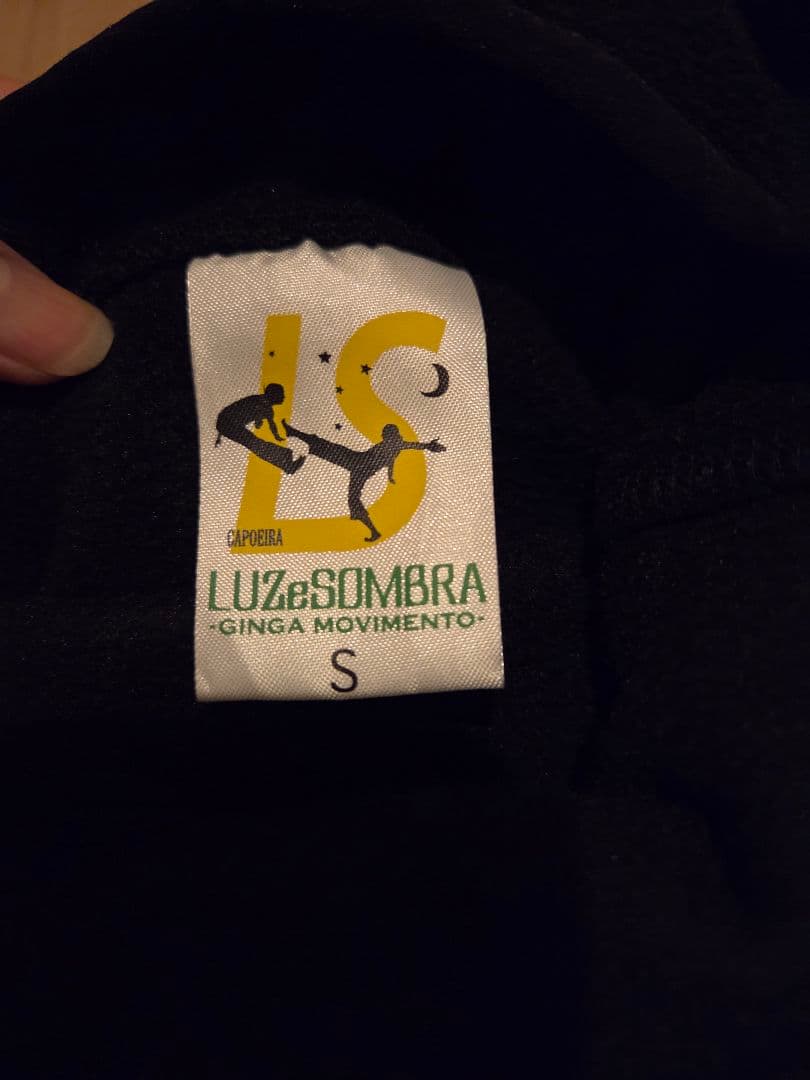 LS
CAPOEIRA
LUZeSOMBRA
·GINGA MOVIMENTO·
S